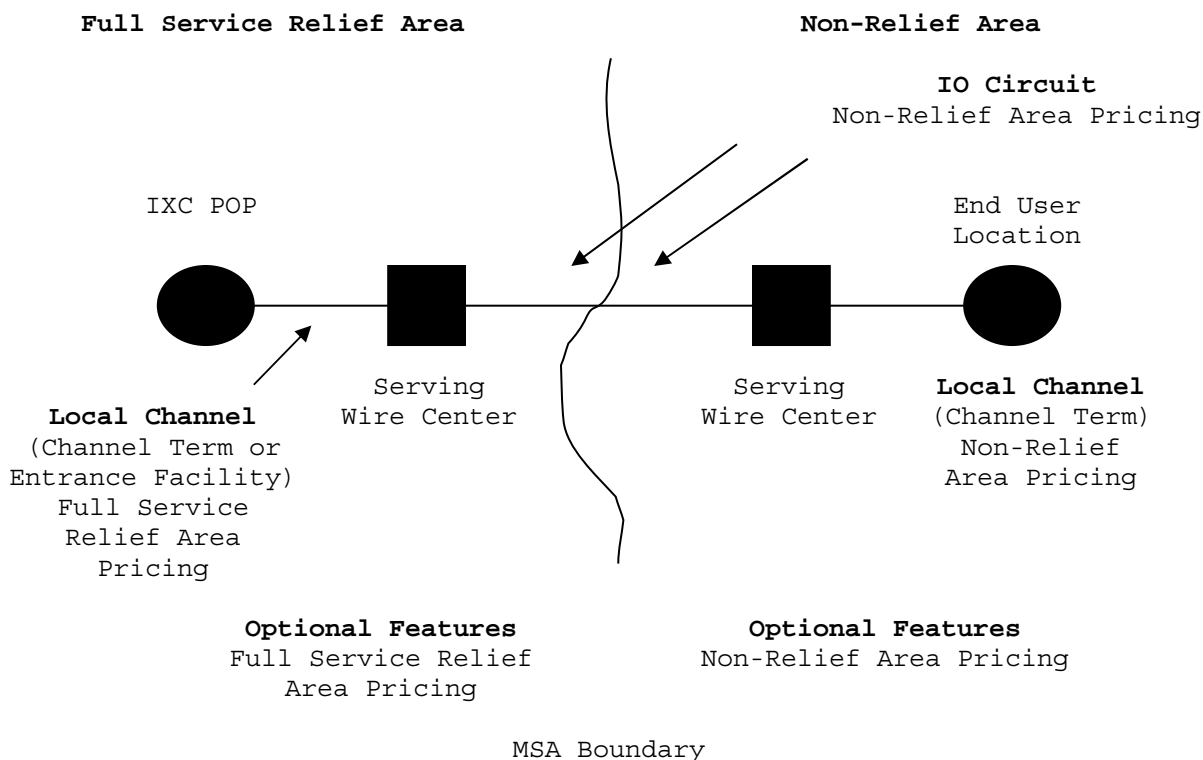 Full Service Relief Area
Non-Relief Area
IO Circuit
Non-Relief Area Pricing
IXC POP
End User
Location
Serving
Wire Center
Serving
Wire Center
Local Channel
(Channel Term or
Entrance Facility)
Full Service
Relief Area
Pricing
Local Channel
(Channel Term)
Non-Relief
Area Pricing
Optional Features
Full Service Relief
Area Pricing
Optional Features
Non-Relief Area Pricing
MSA Boundary